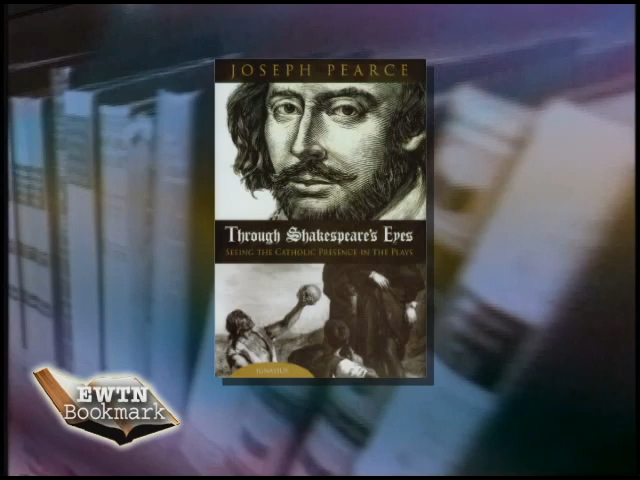 JOSEPH PEARCE
Through Shakespeare's Eyes
SEEING THE CATHOLIC PRESENCE IN THE PLAYS
IGNATIUS
EWTN
Bookmark